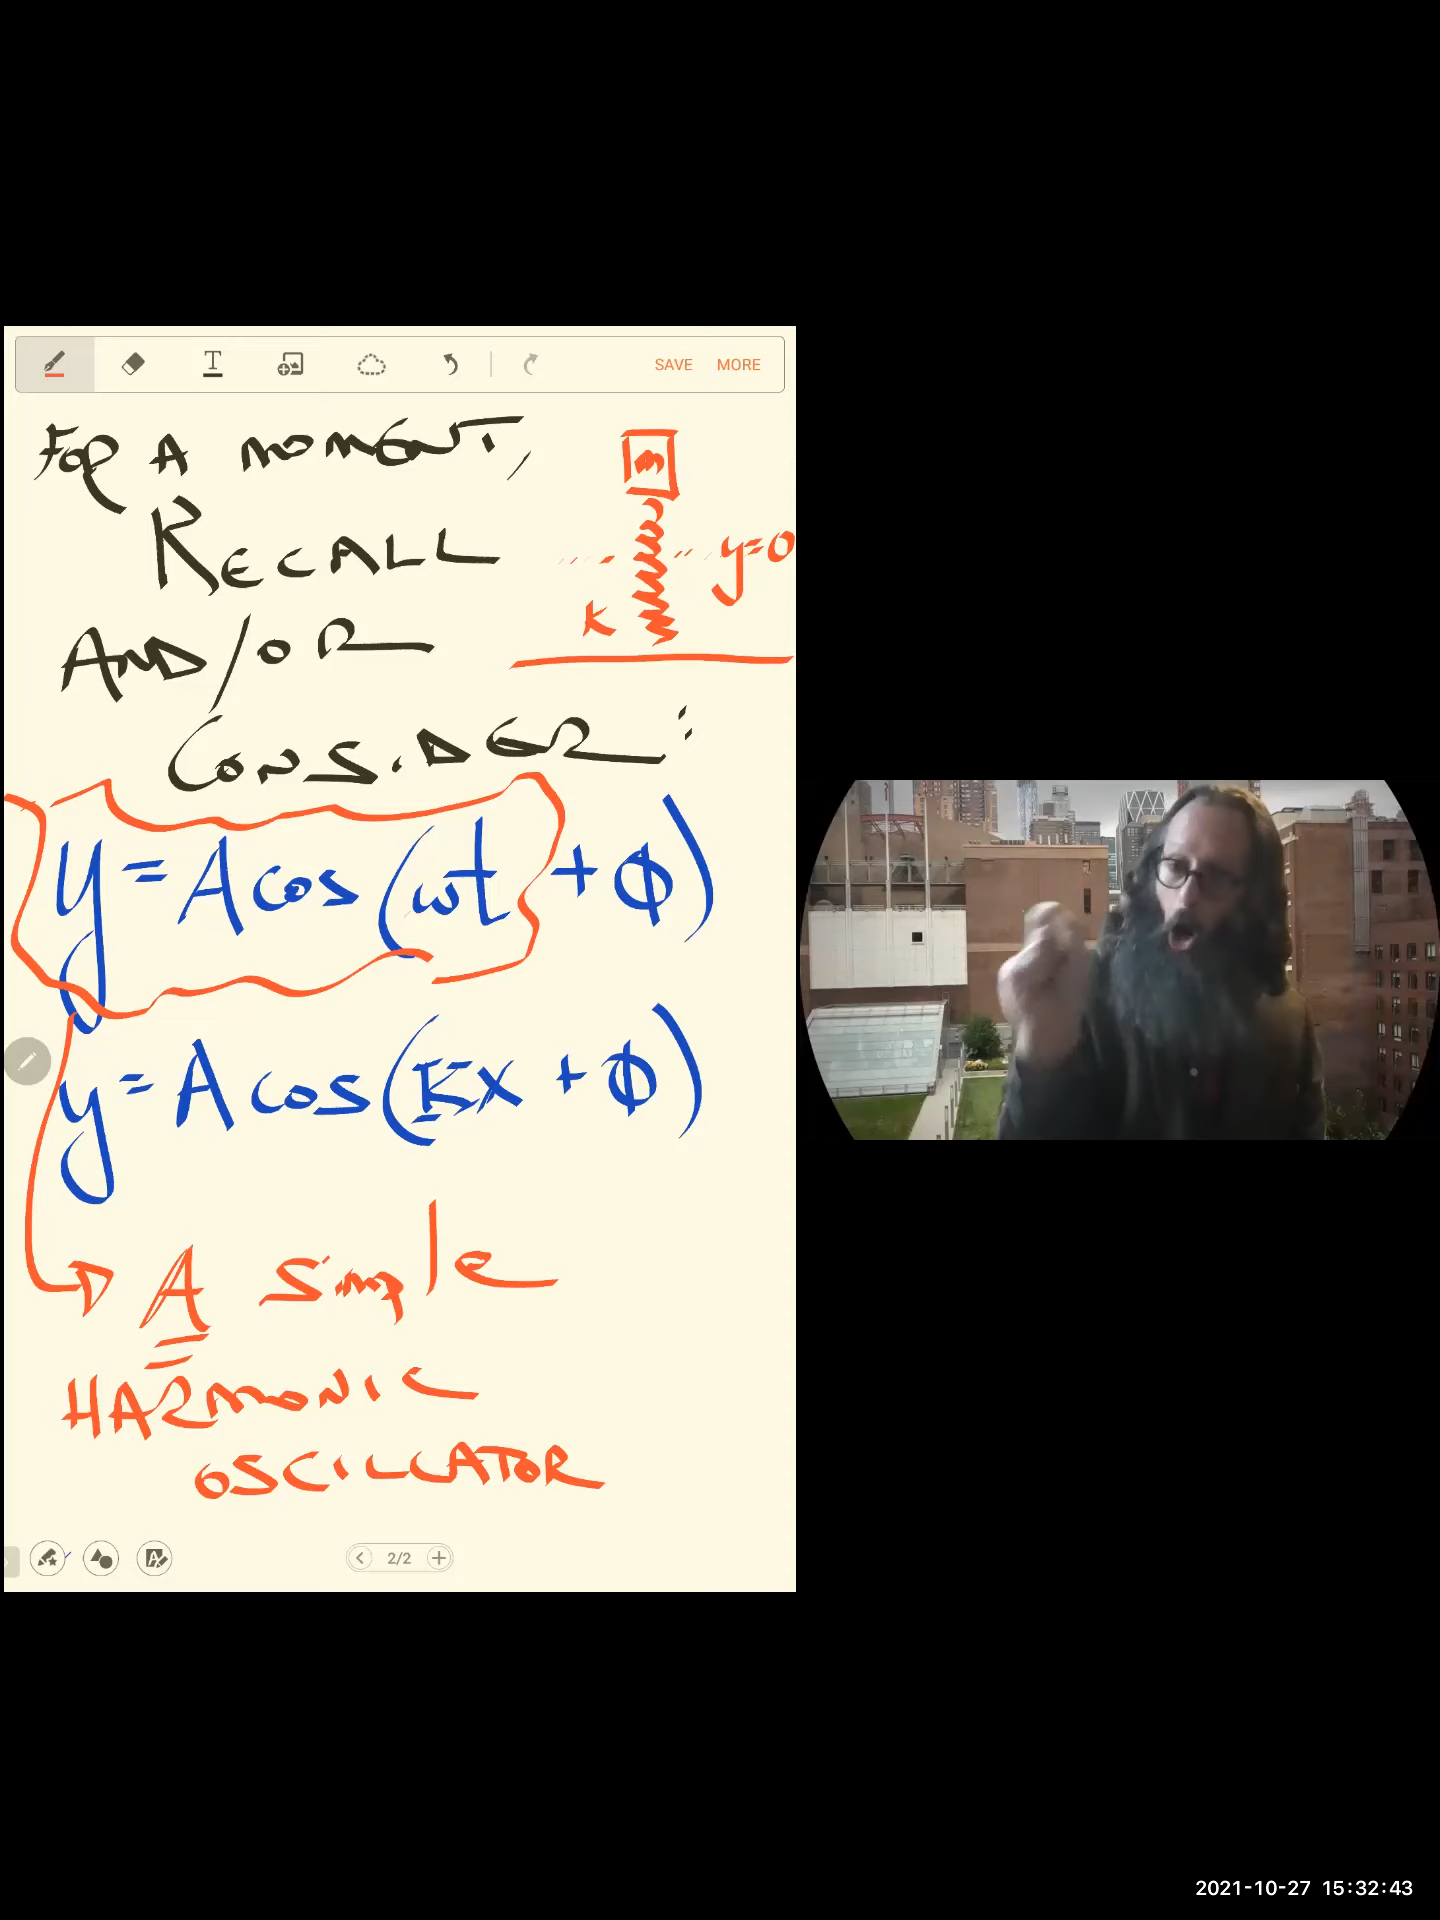 T
SAVE MORE
FOR A MOMENT,
m
RECALL
y=0
K
AND/OR
CONSIDER:
y = A cos(ωt + Φ)
y = A cos(Kx + Φ)
A Simple
HARMONIC
OSCILLATOR
A
2/2
2021-10-27 15:32:43